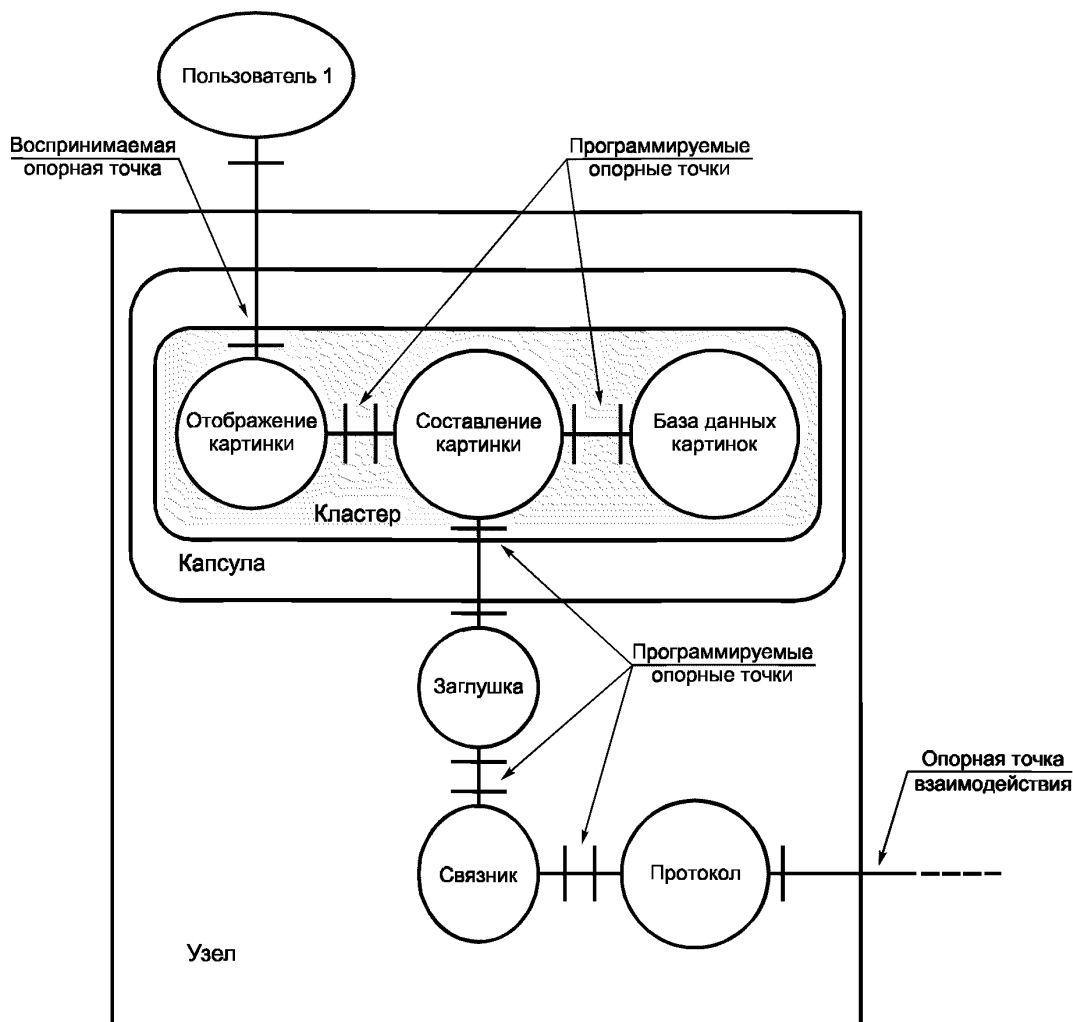 Пользователь 1
Воспринимаемая
опорная точка
Программируемые
опорные точки
Отображение
картинки
Составление
картинки
База данных
картинок
Кластер
Капсула
Программируемые
опорные точки
Заглушка
Опорная точка
взаимодействия
Связник
Протокол
Узел